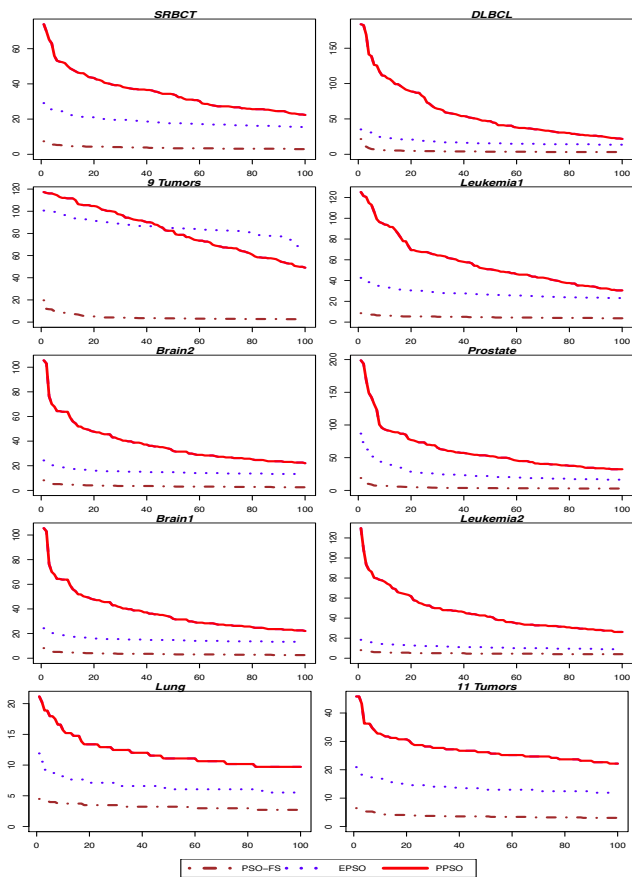 SRBCT
DLBCL
0 20 40 60
0 50 100 150
0 20 40 60 80 100
0 20 40 60 80 100
9 Tumors
Leukemia1
0 20 40 60 80 100 120
0 20 40 60 80 100 120
0 20 40 60 80 100
0 20 40 60 80 100
Brain2
Prostate
0 20 40 60 80 100
0 50 100 150 200
0 20 40 60 80 100
0 20 40 60 80 100
Brain1
Leukemia2
0 20 40 60 80 100
0 20 40 60 80 100 120
0 20 40 60 80 100
0 20 40 60 80 100
Lung
11 Tumors
0 5 10 15 20
0 10 20 30 40
0 20 40 60 80 100
0 20 40 60 80 100
PSO−FS EPSO PPSO